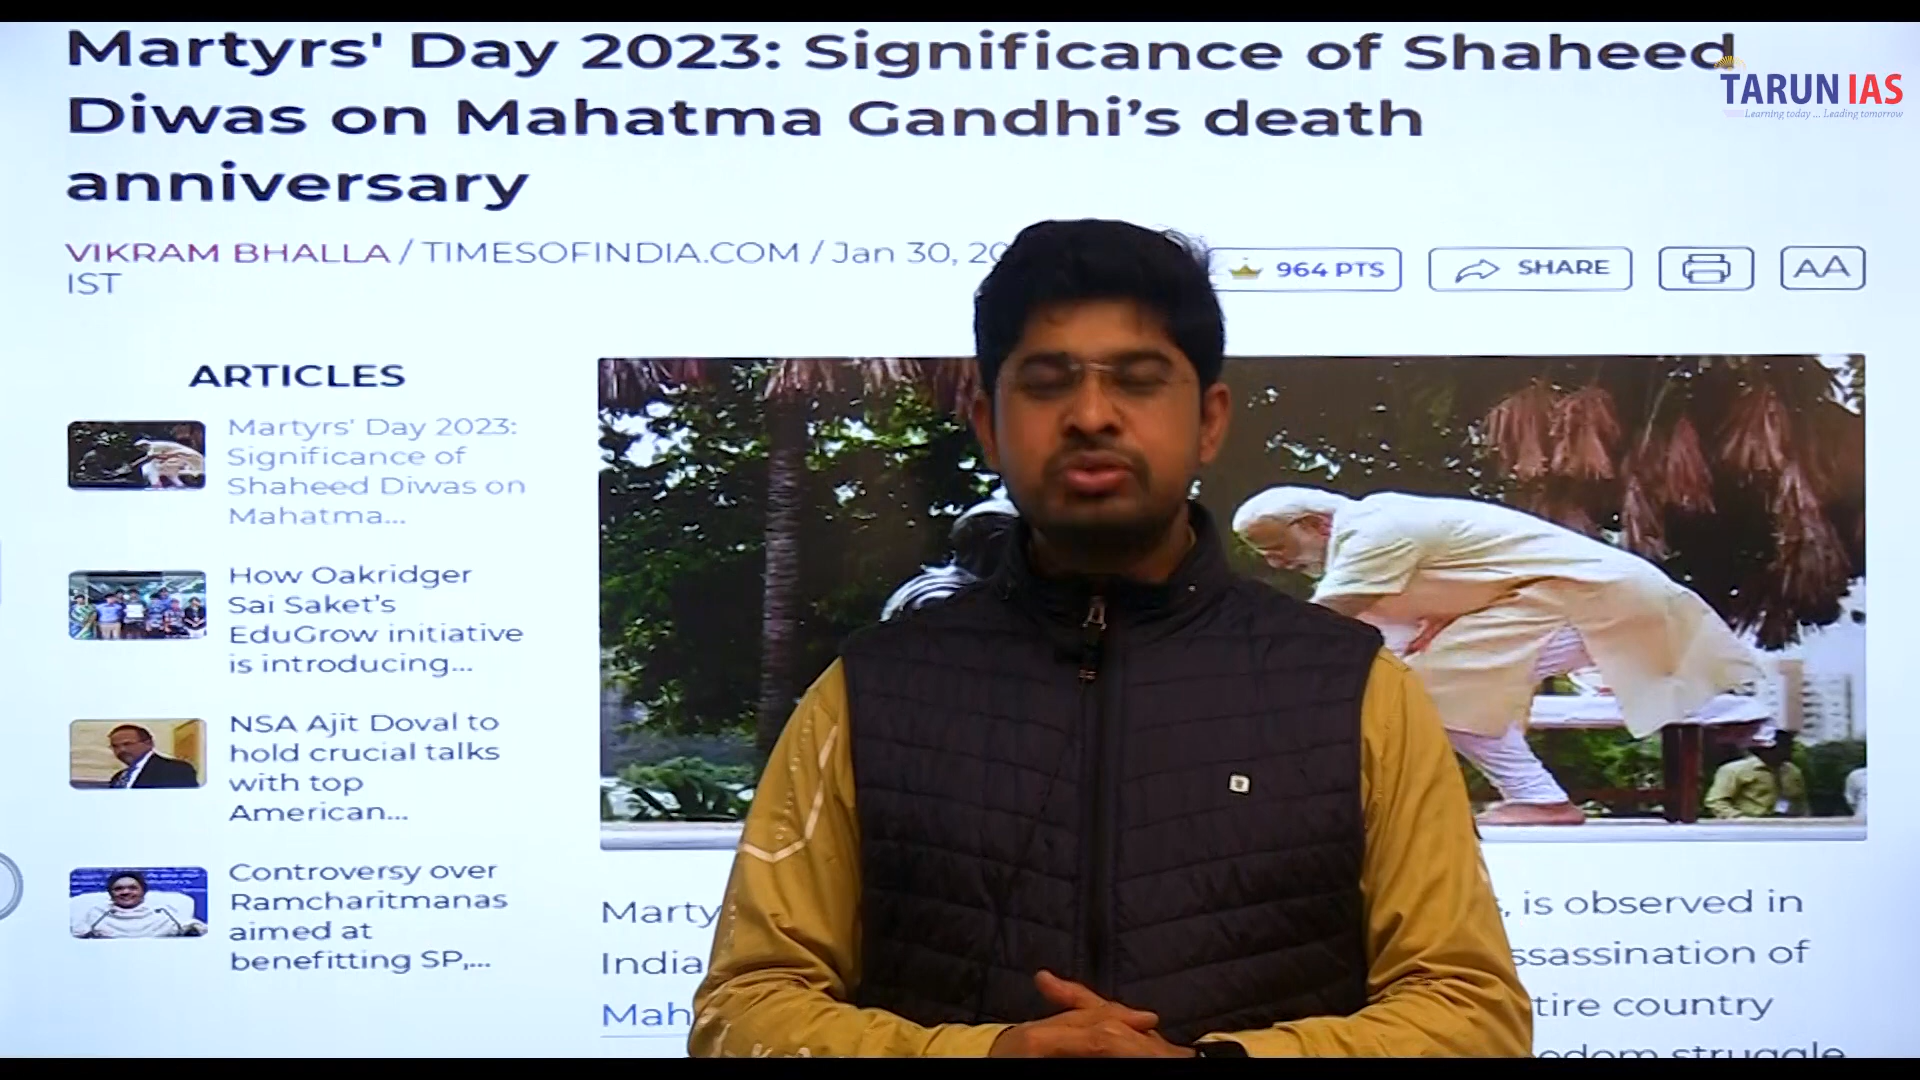 Martyrs' Day 2023: Significance of Shaheed
Diwas on Mahatma Gandhi's death
anniversary
TARUN IAS
Learning today ... Leading tomorrow
VIKRAM BHALLA / TIMESOFINDIA.COM / Jan 30, 20
IST
964 PTS
SHARE
AA
ARTICLES
Martyrs' Day 2023:
Significance of
Shaheed Diwas on
Mahatma...
How Oakridger
Sai Saket's
EduGrow initiative
is introducing...
NSA Ajit Doval to
hold crucial talks
with top
American...
Controversy over
Ramcharitmanas
aimed at
benefitting SP,...
Marty , is observed in
India ssassination of
Mah tire country
edom struggle